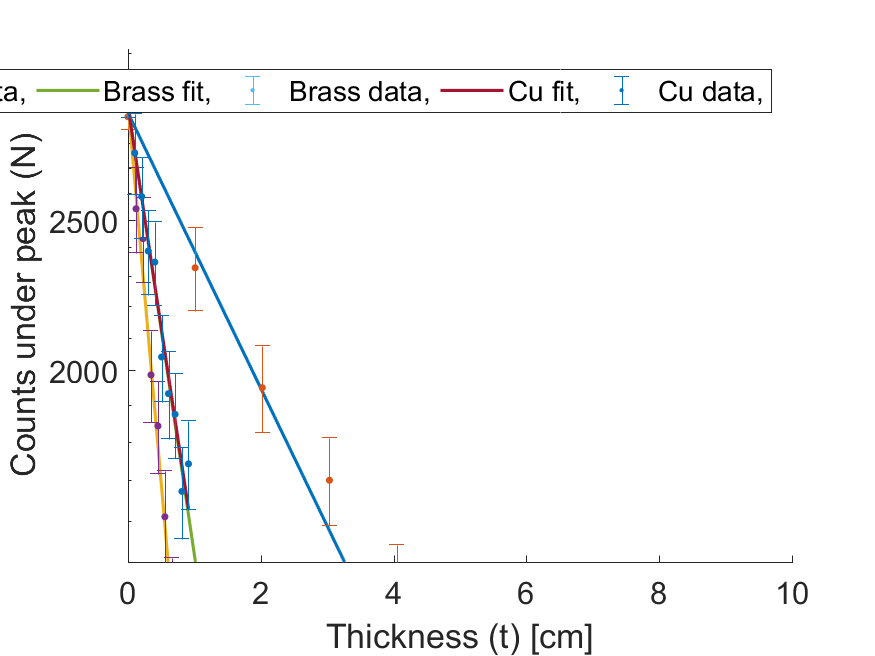 ta, Brass fit, Brass data, Cu fit, Cu data,
Counts under peak (N)
2500
2000
0 2 4 6 8 10
Thickness (t) [cm]